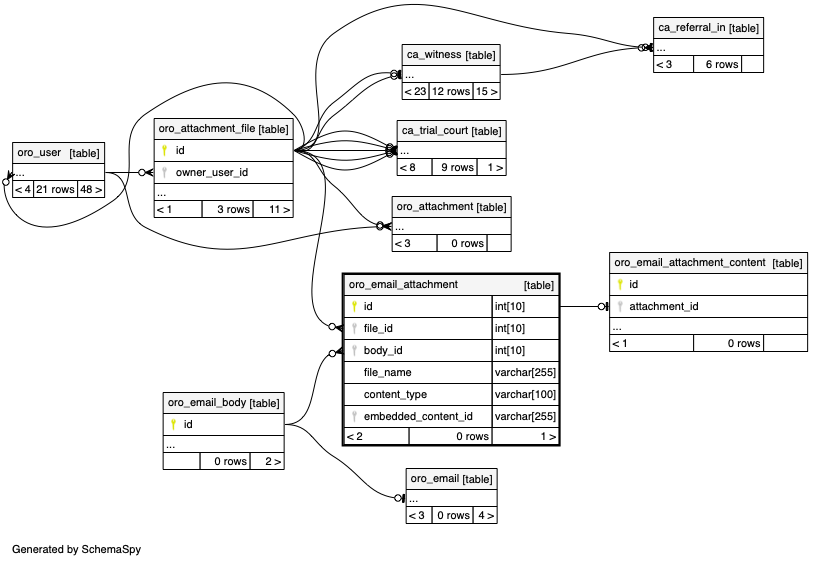 ca_referral_in [table]
...
< 3 6 rows
ca_witness [table]
...
< 23 12 rows 15 >
oro_attachment_file [table]
id
owner_user_id
...
< 1 3 rows 11 >
ca_trial_court [table]
...
< 8 9 rows 1 >
oro_user [table]
...
< 4 21 rows 48 >
oro_attachment [table]
...
< 3 0 rows
oro_email_attachment [table]
id int[10]
file_id int[10]
body_id int[10]
file_name varchar[255]
content_type varchar[100]
embedded_content_id varchar[255]
< 2 0 rows 1 >
oro_email_attachment_content [table]
id
attachment_id
...
< 1 0 rows
oro_email_body [table]
id
...
0 rows 2 >
oro_email [table]
...
< 3 0 rows 4 >
Generated by SchemaSpy